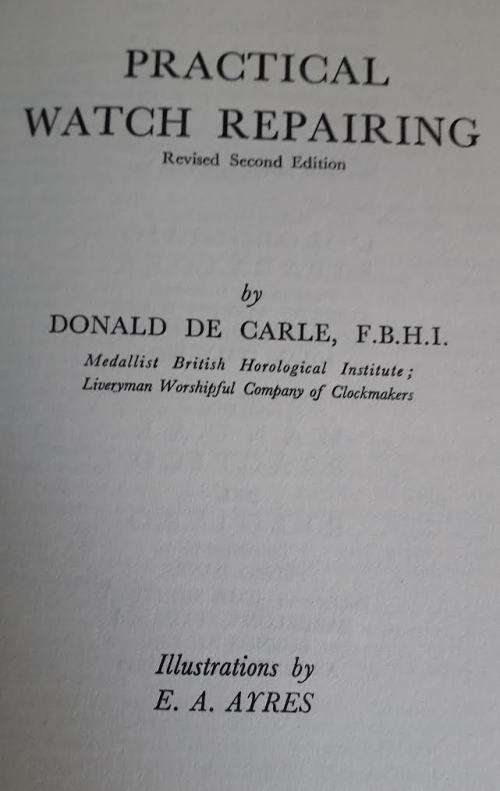 PRACTICAL
WATCH REPAIRING
Revised Second Edition
by
DONALD DE CARLE, F.B.H.I.
Medallist British Horological Institute;
Liveryman Worshipful Company of Clockmakers
Illustrations by
E. A. AYRES